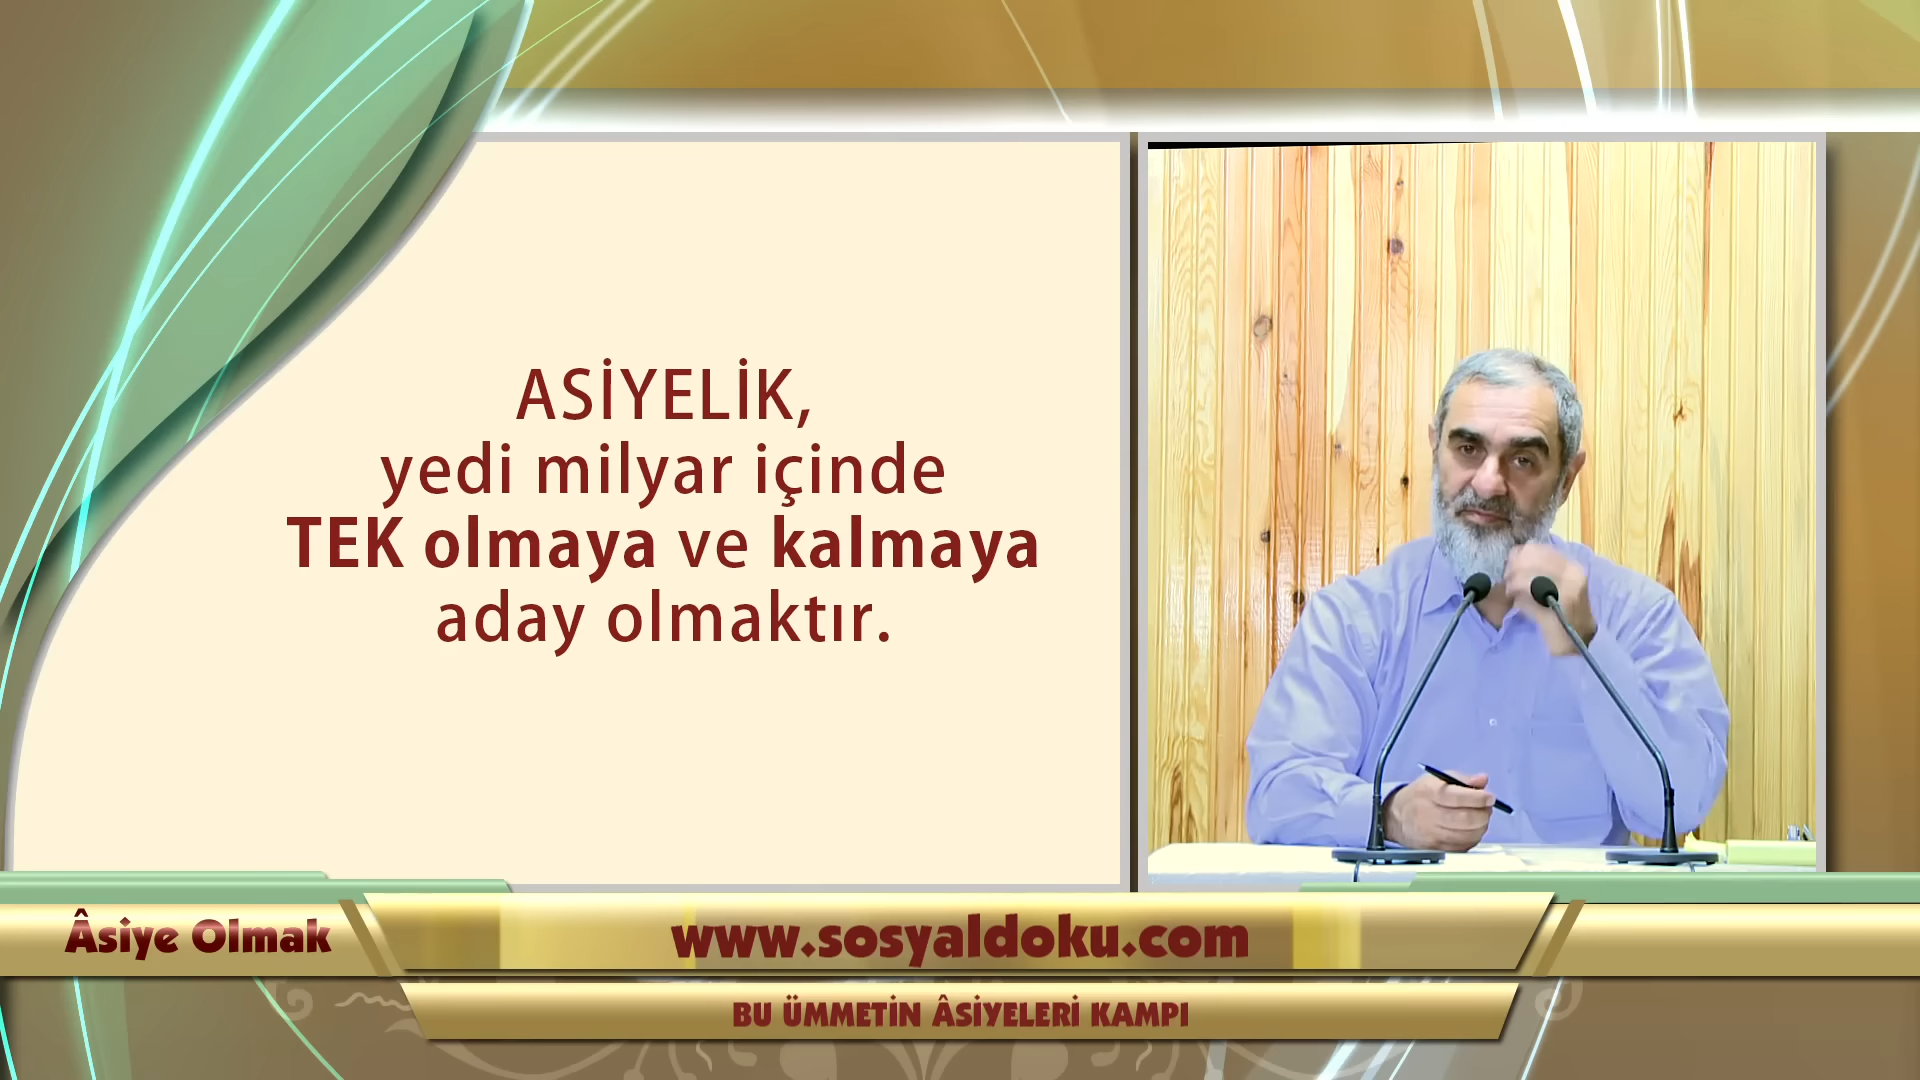 ASİYELİK,
yedi milyar içinde
TEK olmaya ve kalmaya
aday olmaktır.
Âsiye Olmak
www.sosyaldoku.com
BU ÜMMETİN ÂSİYELERİ KAMPI